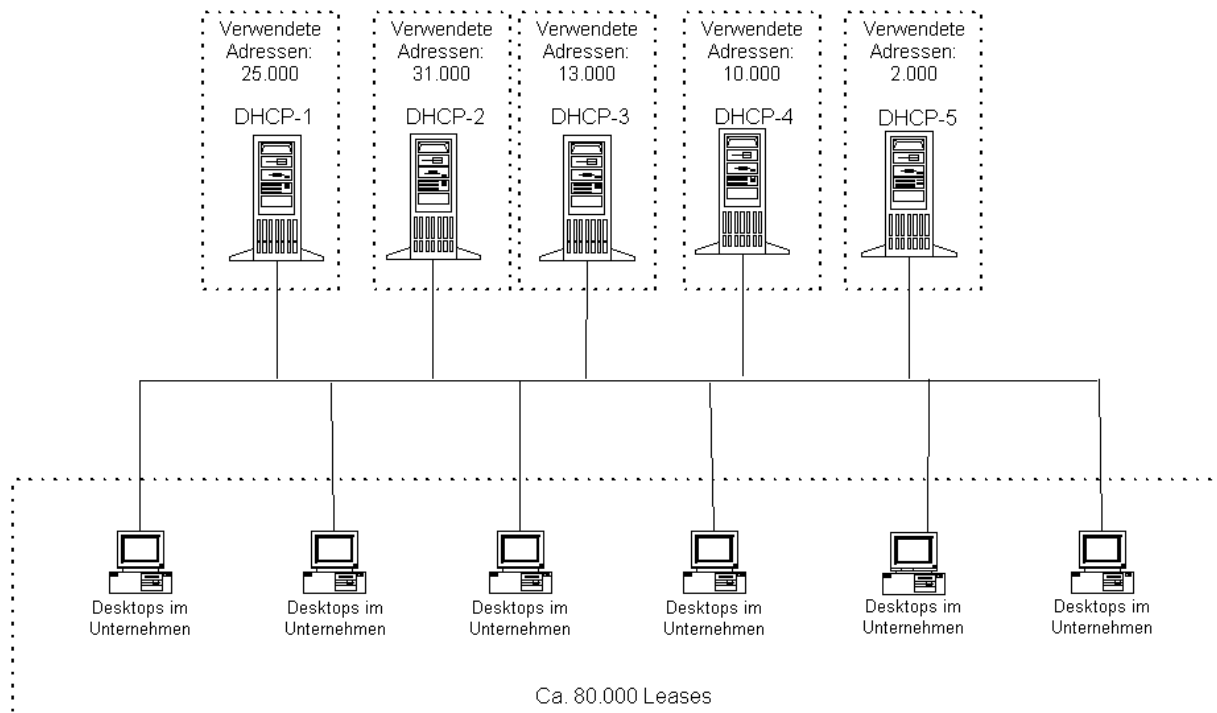 Verwendete
Adressen:
25.000
DHCP-1
Verwendete
Adressen:
31.000
DHCP-2
Verwendete
Adressen:
13.000
DHCP-3
Verwendete
Adressen:
10.000
DHCP-4
Verwendete
Adressen:
2.000
DHCP-5
Desktops im
Unternehmen
Desktops im
Unternehmen
Desktops im
Unternehmen
Desktops im
Unternehmen
Desktops im
Unternehmen
Desktops im
Unternehmen
Ca. 80.000 Leases